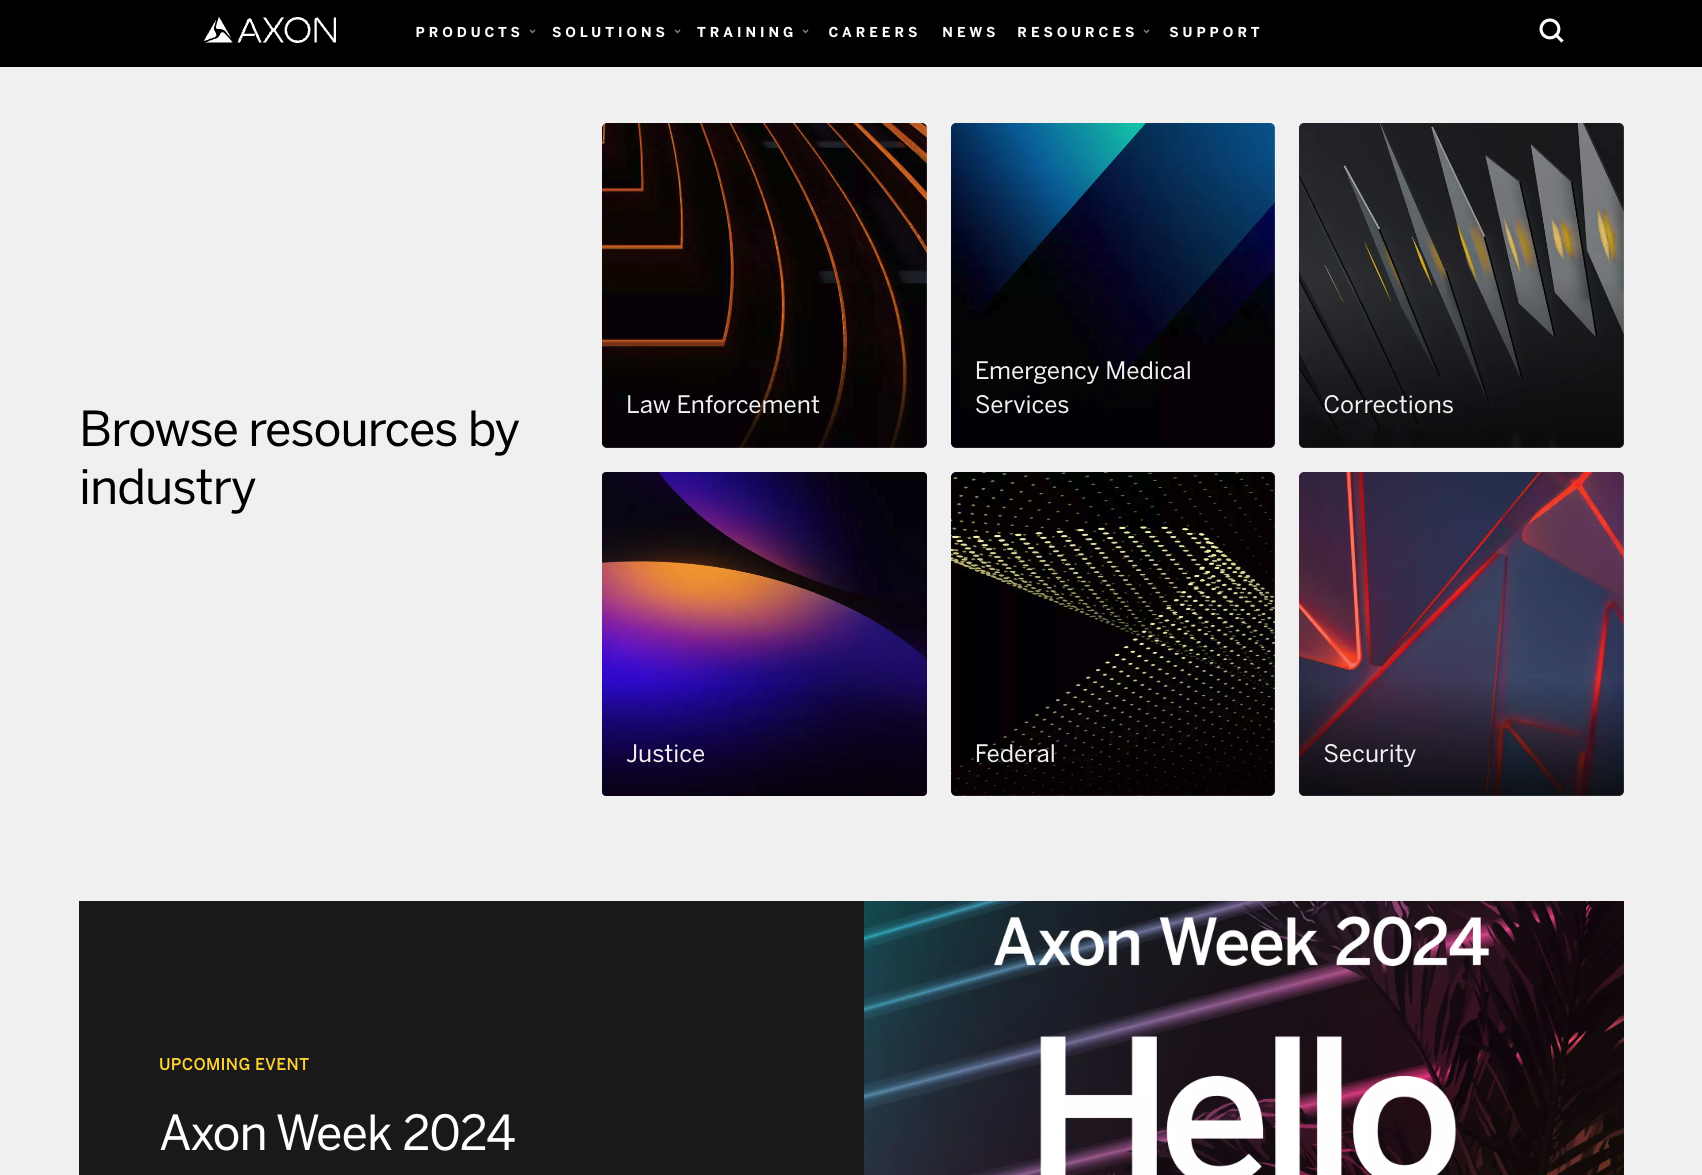 AXON
PRODUCTS SOLUTIONS TRAINING CAREERS NEWS RESOURCES SUPPORT
Browse resources by
industry
Law Enforcement
Emergency Medical
Services
Corrections
Justice
Federal
Security
UPCOMING EVENT
Axon Week 2024
Axon Week 2024
Hello